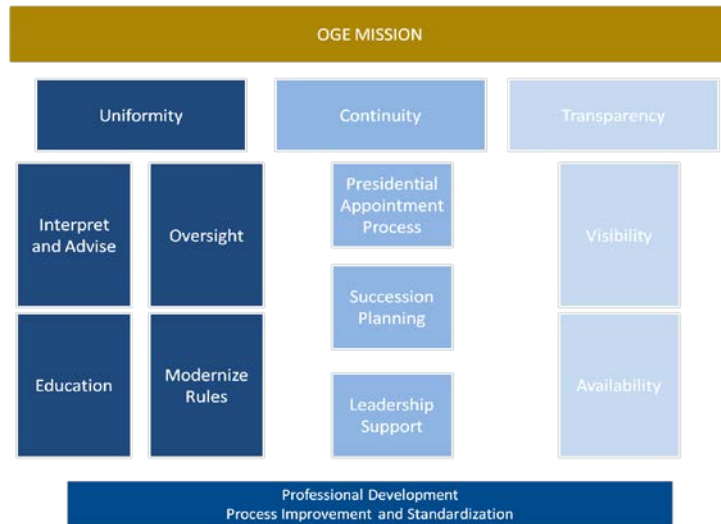 OGE MISSION
Uniformity
Continuity
Transparency
Interpret
and Advise
Oversight
Education
Modernize
Rules
Presidential
Appointment
Process
Succession
Planning
Leadership
Support
Visibility
Availability
Professional Development
Process Improvement and Standardization